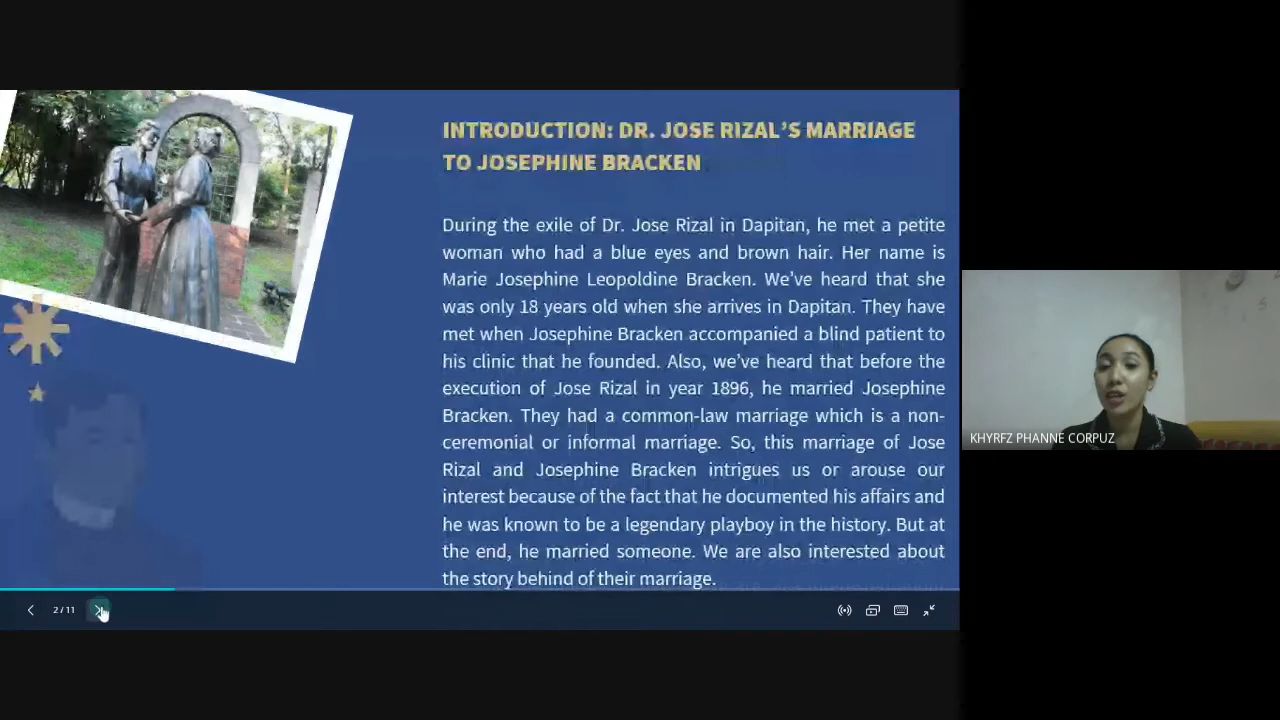 INTRODUCTION: DR. JOSE RIZAL'S MARRIAGE
TO JOSEPHINE BRACKEN
During the exile of Dr. Jose Rizal in Dapitan, he met a petite
woman who had a blue eyes and brown hair. Her name is
Marie Josephine Leopoldine Bracken. We've heard that she
was only 18 years old when she arrives in Dapitan. They have
met when Josephine Bracken accompanied a blind patient to
his clinic that he founded. Also, we've heard that before the
execution of Jose Rizal in year 1896, he married Josephine
Bracken. They had a common-law marriage which is a non-
ceremonial or informal marriage. So, this marriage of Jose
Rizal and Josephine Bracken intrigues us or arouse our
interest because of the fact that he documented his affairs and
he was known to be a legendary playboy in the history. But at
the end, he married someone. We are also interested about
the story behind of their marriage.
2 / 11
KHYRFZ PHANNE CORPUZ